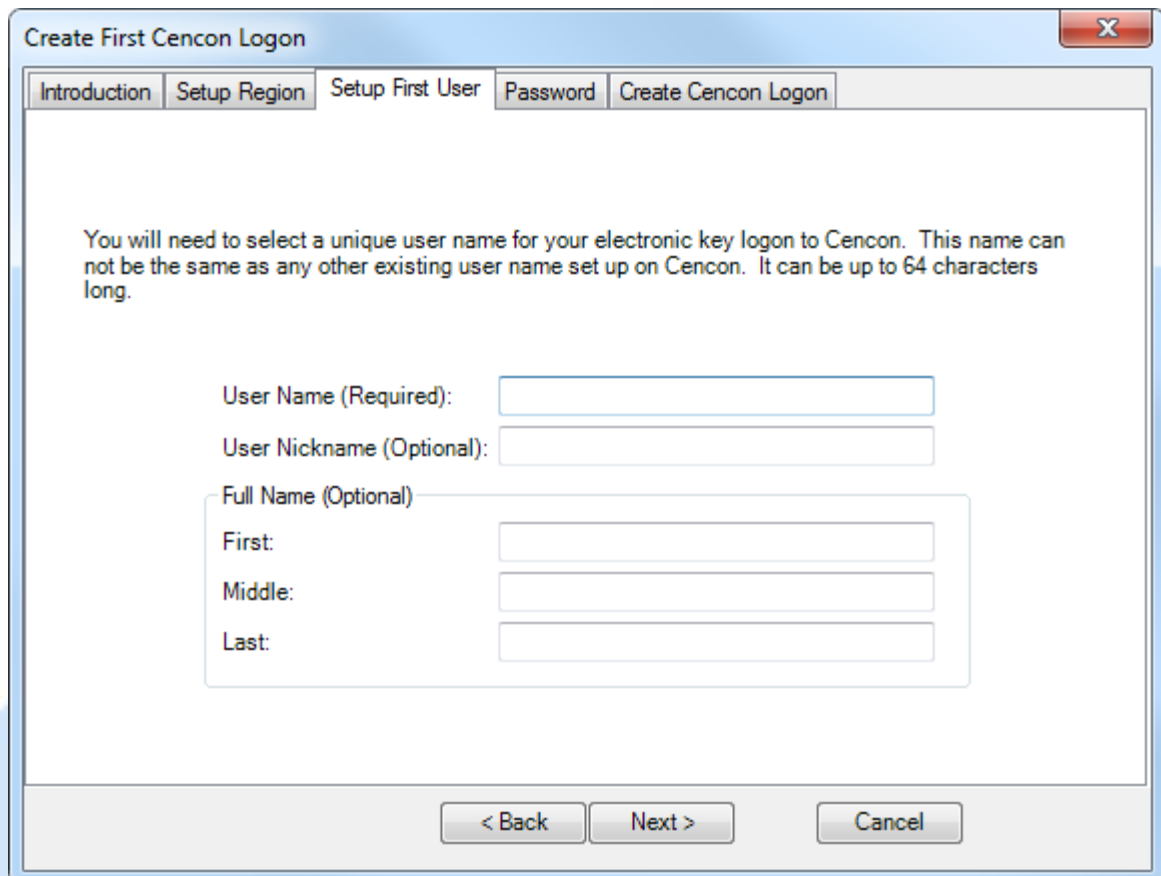 Create First Cencon Logon
X
Introduction
Setup Region
Setup First User
Password
Create Cencon Logon
You will need to select a unique user name for your electronic key logon to Cencon.  This name can
not be the same as any other existing user name set up on Cencon.  It can be up to 64 characters
long.
User Name (Required):
User Nickname (Optional):
Full Name (Optional)
First:
Middle:
Last:
< Back
Next >
Cancel